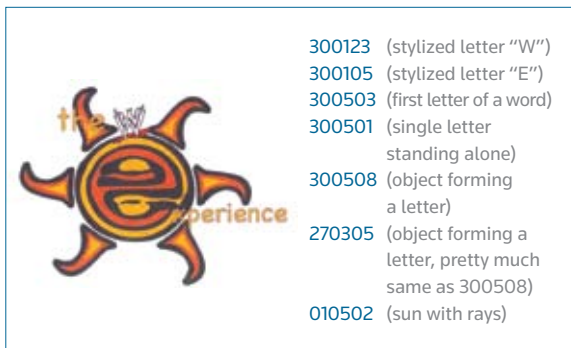 the W
e
xperience
300123 (stylized letter “W”)
300105 (stylized letter “E”)
300503 (first letter of a word)
300501 (single letter
standing alone)
300508 (object forming
a letter)
270305 (object forming a
letter, pretty much
same as 300508)
010502 (sun with rays)